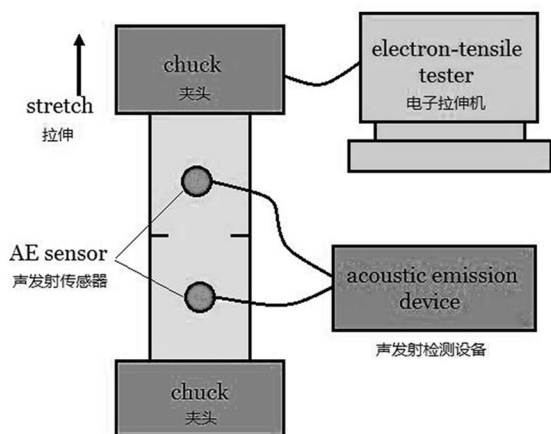 chuck
夹头
electron-tensile
tester
电子拉伸机
stretch
拉伸
AE sensor
声发射传感器
acoustic emission
device
声发射检测设备
chuck
夹头